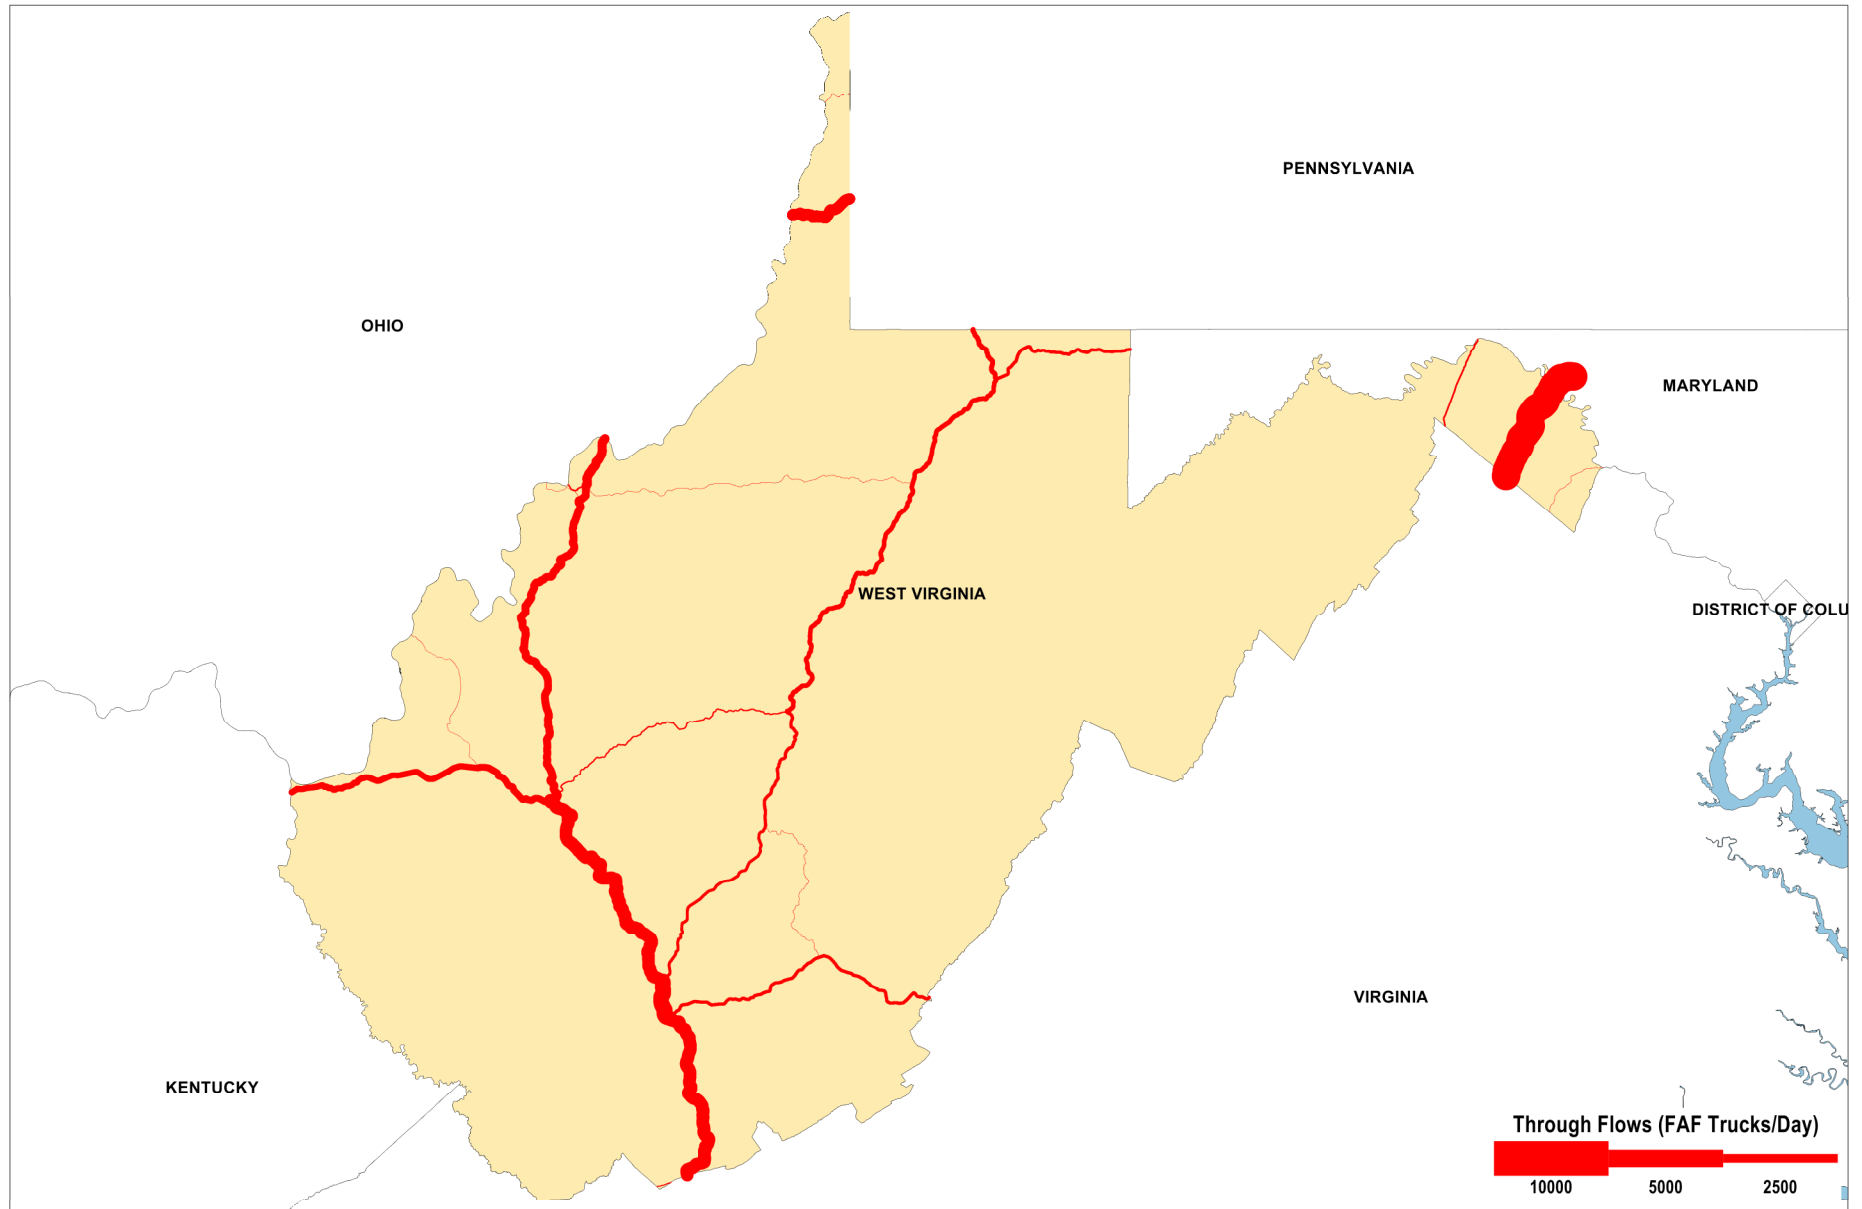 PENNSYLVANIA
OHIO
MARYLAND
WEST VIRGINIA
DISTRICT OF COLU
VIRGINIA
KENTUCKY
Through Flows (FAF Trucks/Day)
10000 5000 2500